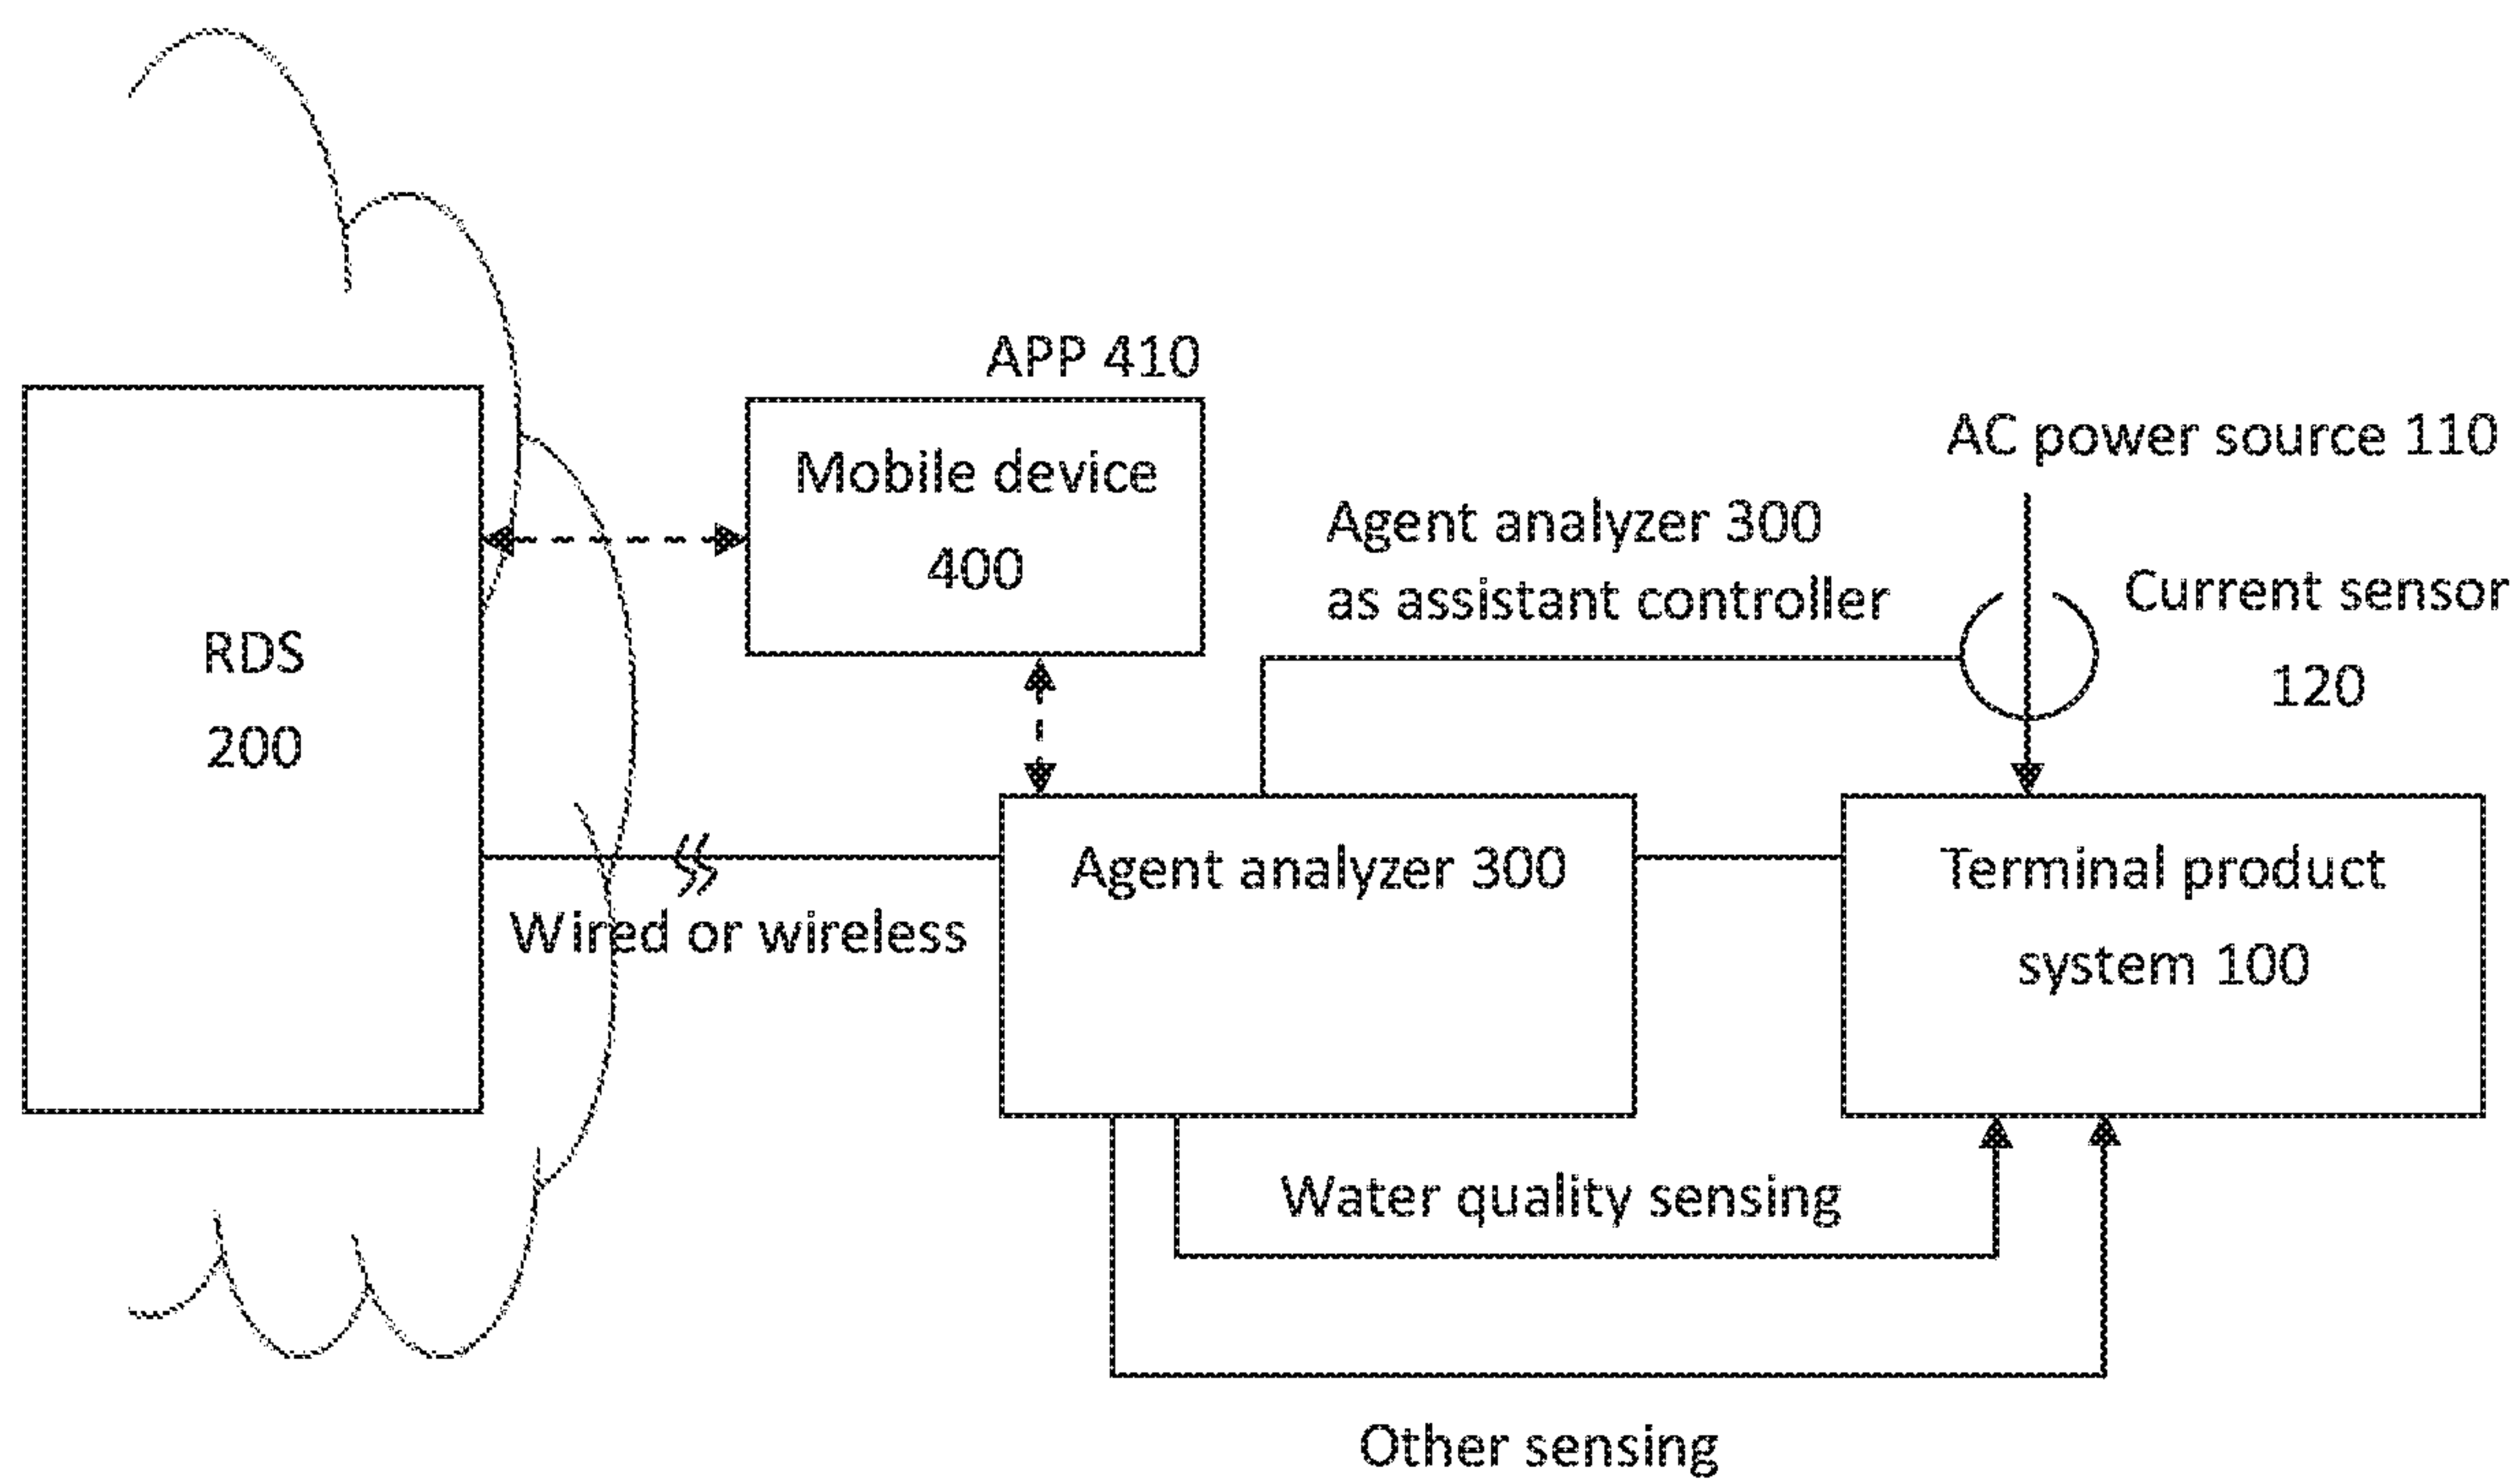 APP 410
Mobile device
400
AC power source 110
Agent analyzer 300
as assistant controller
Current sensor
120
RDS
200
Wired or wireless
Agent analyzer 300
Terminal product
system 100
Water quality sensing
Other sensing